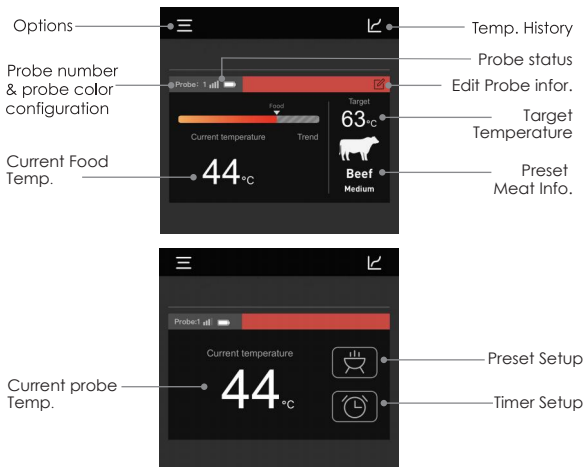 Options
Temp. History
Probe status
Probe number
& probe color
configuration
Probe: 1
Edit Probe infor.
Food
Target
63°C
Target
Temperature
Current temperature
Trend
Current Food
Temp.
44°C
Beef
Medium
Preset
Meat Info.
Probe:1
Current temperature
Preset Setup
Current probe
Temp.
44°C
Timer Setup